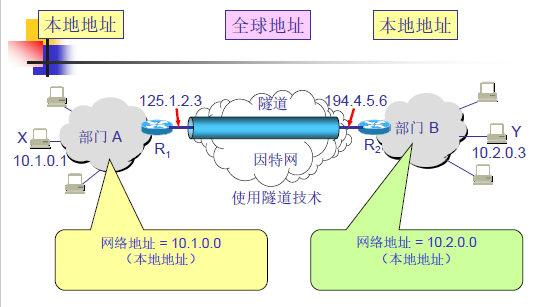 本地地址
全球地址
本地地址
125.1.2.3
隧道
194.4.5.6
部门 A
部门 B
X
R1
R2
Y
10.1.0.1
因特网
10.2.0.3
使用隧道技术
网络地址 = 10.1.0.0
（本地地址）
网络地址 = 10.2.0.0
（本地地址）